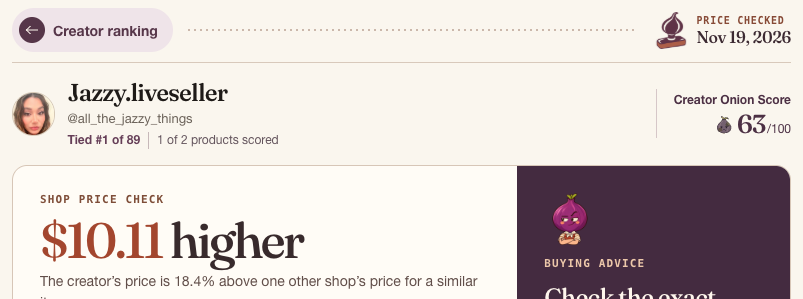 Creator ranking
PRICE CHECKED
Nov 19, 2026
Jazzy.liveseller
@all_the_jazzy_things
Tied #1 of 89 | 1 of 2 products scored
Creator Onion Score
63/100
SHOP PRICE CHECK
$10.11 higher
The creator's price is 18.4% above one other shop's price for a similar
BUYING ADVICE
Check the exact